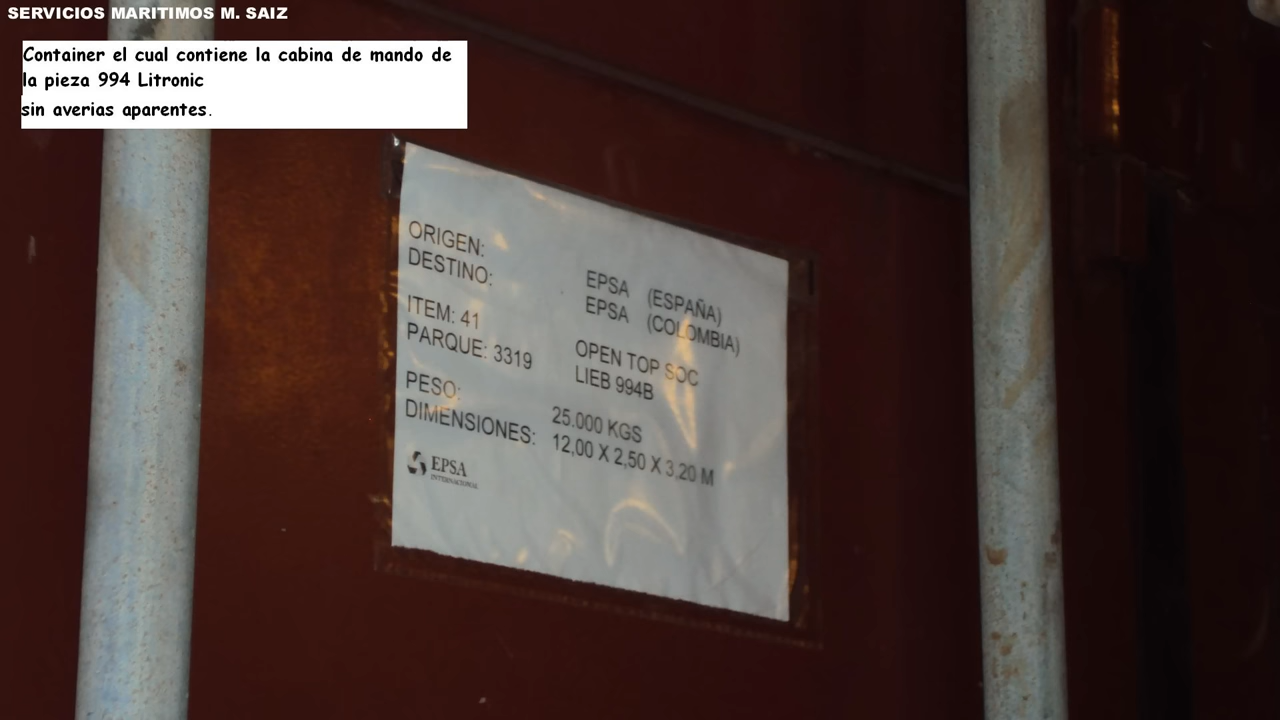 SERVICIOS MARITIMOS M. SAIZ
Container el cual contiene la cabina de mando de
la pieza 994 Litronic
sin averias aparentes.
ORIGEN: EPSA (ESPAÑA)
DESTINO: EPSA (COLOMBIA)
ITEM: 41 OPEN TOP SOC
PARQUE: 3319 LIEB 994B
PESO: 25.000 KGS
DIMENSIONES: 12,00 X 2,50 X 3,20 M
EPSA
INTERNACIONAL